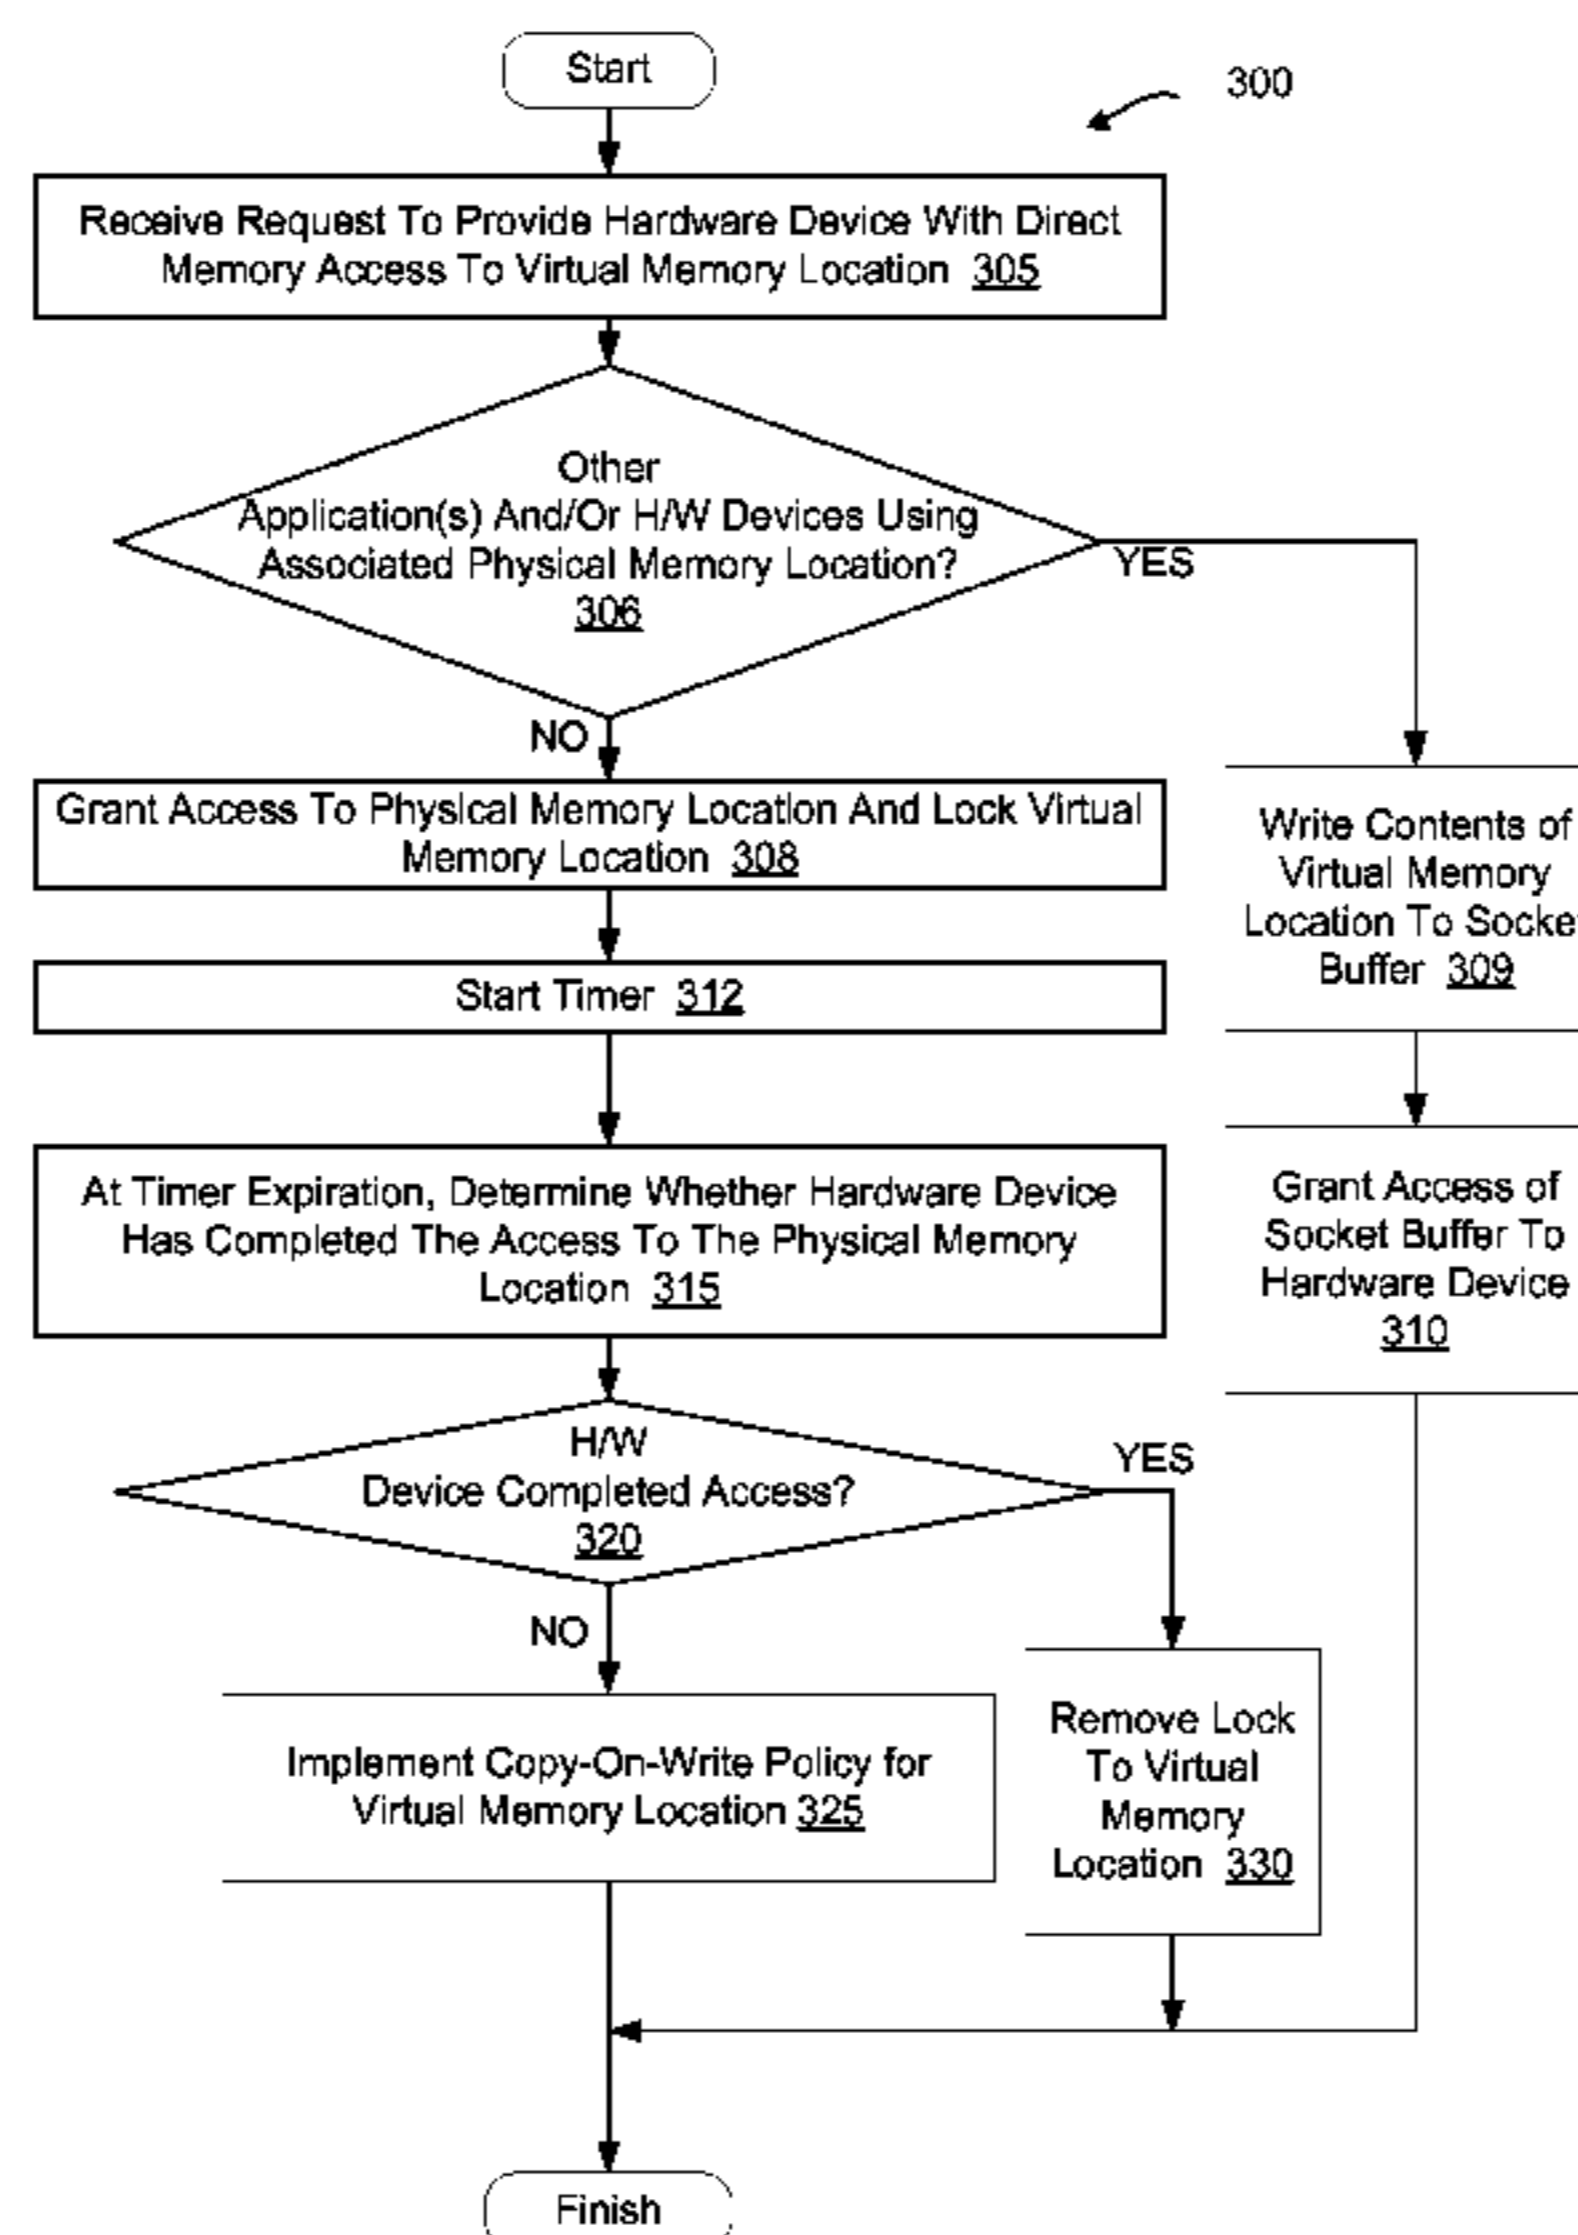 Start
300
Receive Request To Provide Hardware Device With Direct
Memory Access To Virtual Memory Location 305
Other
Application(s) And/Or H/W Devices Using
Associated Physical Memory Location?
306
YES
NO
Grant Access To Physical Memory Location And Lock Virtual
Memory Location 308
Write Contents of
Virtual Memory
Location To Socket
Buffer 309
Start Timer 312
At Timer Expiration, Determine Whether Hardware Device
Has Completed The Access To The Physical Memory
Location 315
Grant Access of
Socket Buffer To
Hardware Device
310
H/W
Device Completed Access?
320
YES
NO
Implement Copy-On-Write Policy for
Virtual Memory Location 325
Remove Lock
To Virtual
Memory
Location 330
Finish